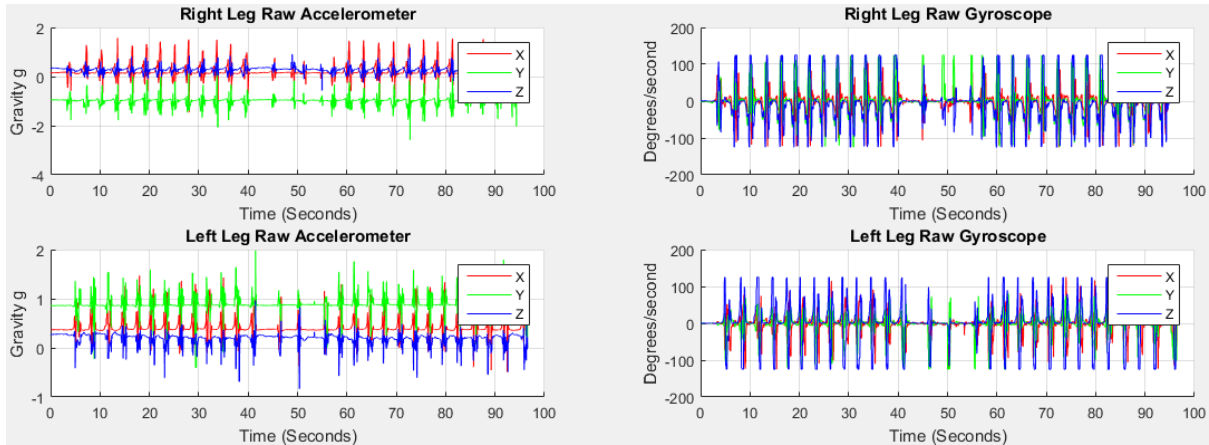 Right Leg Raw Accelerometer
Gravity g
2
0
-2
-4
0 10 20 30 40 50 60 70 80 90 100
Time (Seconds)
X
Y
Z
Right Leg Raw Gyroscope
Degrees/second
200
100
0
-100
-200
0 10 20 30 40 50 60 70 80 90 100
Time (Seconds)
X
Y
Z
Left Leg Raw Accelerometer
Gravity g
2
1
0
-1
0 10 20 30 40 50 60 70 80 90 100
Time (Seconds)
X
Y
Z
Left Leg Raw Gyroscope
Degrees/second
200
100
0
-100
-200
0 10 20 30 40 50 60 70 80 90 100
Time (Seconds)
X
Y
Z